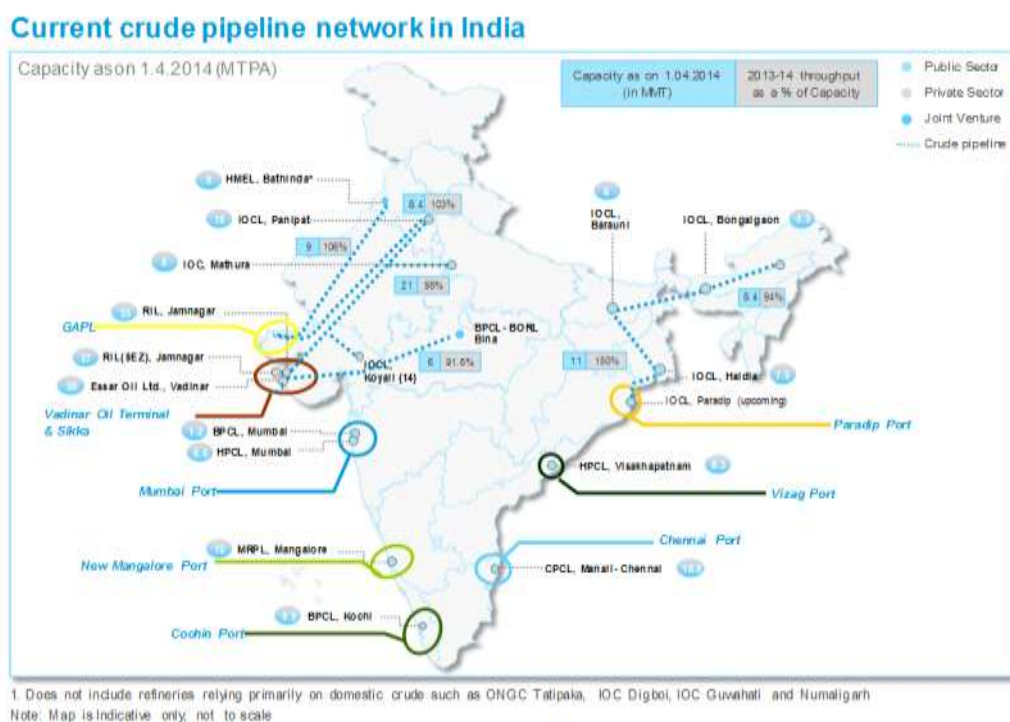 Current crude pipeline network in India
Capacity as on 1.4.2014 (MTPA)
Capacity as on 1.04.2014
(in MMT)
2013-14 throughput
as a % of Capacity
Public Sector
Private Sector
Joint Venture
Crude pipeline
HMEL, Bathinda*
8.4 103%
IOCL, Panipat
IOCL,
Barauni
IOCL, Bongaigaon
9 106%
IOC, Mathura
21 98%
8.4 94%
RIL, Jamnagar
GAPL
BPCL - BORL
Bina
RIL(SEZ), Jamnagar
IOCL,
Koyali (14)
6 91.6%
11 150%
IOCL, Haldia
Essar Oil Ltd., Vadinar
IOCL, Paradip (upcoming)
Vadinar Oil Terminal
& Sikka
Paradip Port
BPCL, Mumbai
HPCL, Mumbai
HPCL, Visakhapatnam
Mumbai Port
Vizag Port
Chennai Port
MRPL, Mangalore
New Mangalore Port
CPCL, Manali - Chennai
BPCL, Kochi
Cochin Port
1. Does not include refineries relying primarily on domestic crude such as ONGC Tatipaka, IOC Digboi, IOC Guwahati and Numaligarh
Note: Map is Indicative only, not to scale